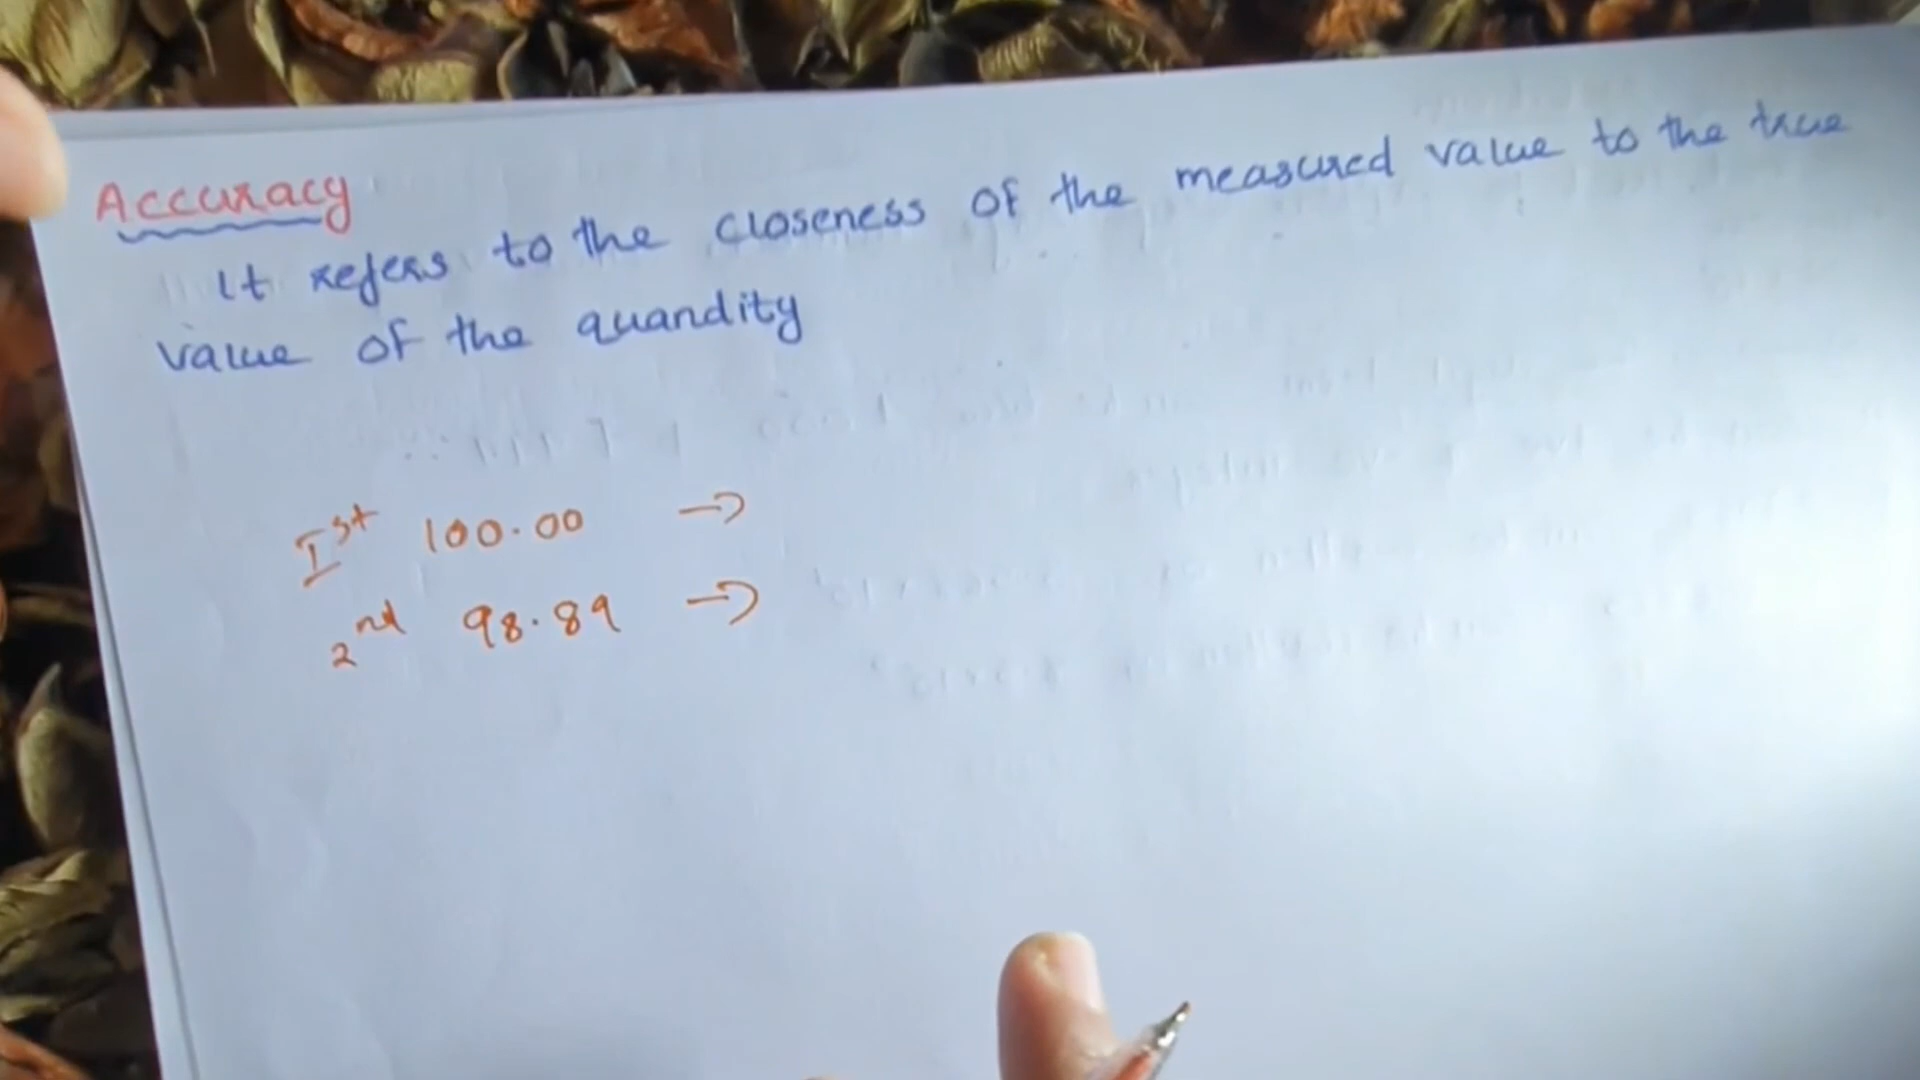 Accuracy
It refers to the closeness of the measured value to the true
value of the quandity
Ist 100.00 →
2nd 98.89 →